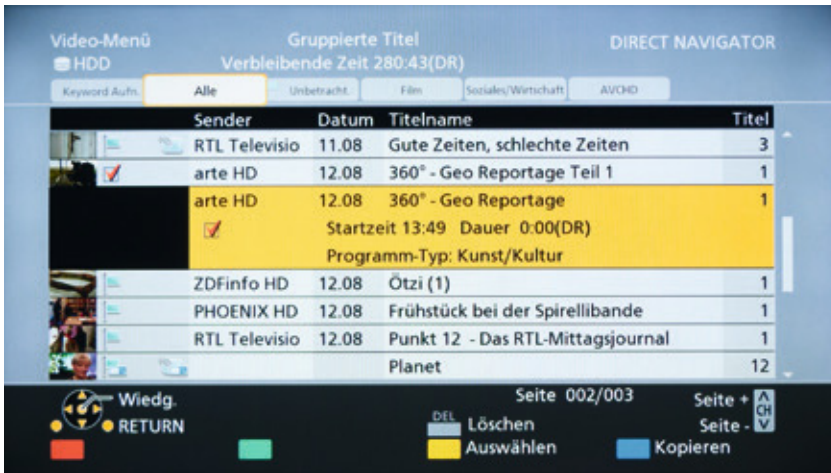 Video-Menü Gruppierte Titel DIRECT NAVIGATOR
HDD Verbleibende Zeit 280:43(DR)
Keyword Aufn. Alle Unbetracht. Film Soziales/Wirtschaft AVCHD
Sender Datum Titelname Titel
RTL Televisio 11.08 Gute Zeiten, schlechte Zeiten 3
arte HD 12.08 360° - Geo Reportage Teil 1 1
arte HD 12.08 360° - Geo Reportage 1
Startzeit 13:49 Dauer 0:00(DR)
Programm-Typ: Kunst/Kultur
ZDFinfo HD 12.08 Ötzi (1) 1
PHOENIX HD 12.08 Frühstück bei der Spirellibande 1
RTL Televisio 12.08 Punkt 12 - Das RTL-Mittagsjournal 1
Planet 12
Wiedg. Seite 002/003 Seite +
CH
RETURN DEL Löschen Seite -
Auswählen Kopieren